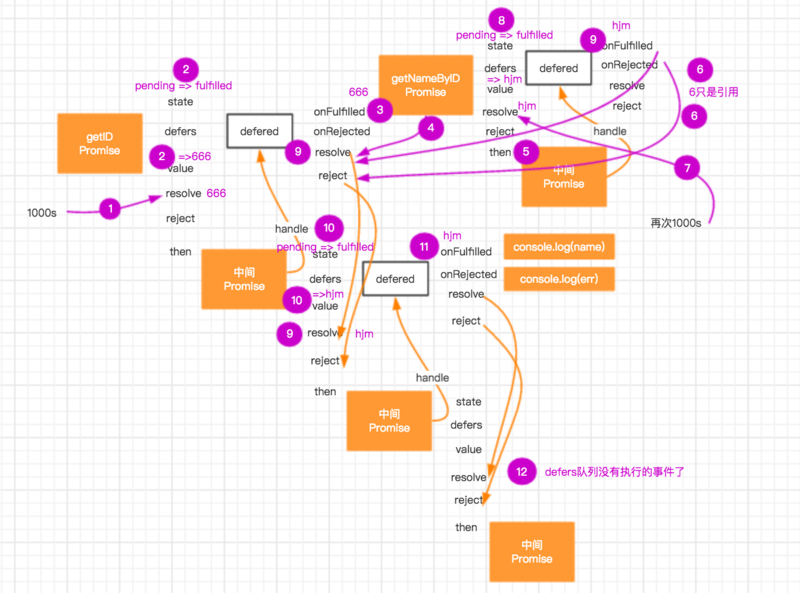 8
hjm
pending => fulfilled
9
state
onFulfilled
2
getNameByID
Promise
defers
defered
onRejected
6
pending => fulfilled
=> hjm
value
resolve
6只是引用
state
666
onFulfilled
3
hjm
reject
resolve
6
getID
Promise
defers
defered
onRejected
4
reject
handle
2
=>666
9
resolve
then
5
value
reject
中间
Promise
7
resolve
666
1000s
1
reject
再次1000s
handle
10
then
pending => fulfilled
11
hjm
onFulfilled
console.log(name)
state
中间
Promise
defers
defered
onRejected
console.log(err)
10
=>hjm
value
resolve
9
resolve
hjm
reject
reject
handle
then
中间
Promise
state
defers
value
resolve
12
defers队列没有执行的事件了
reject
then
中间
Promise